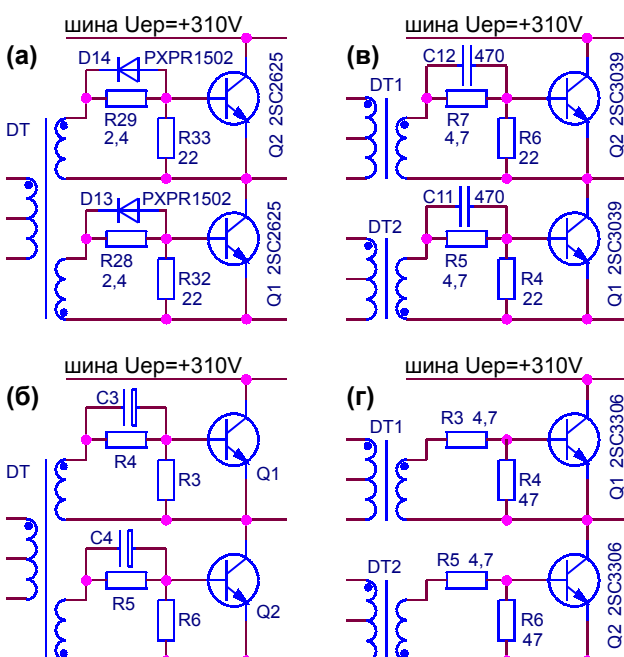 шина Uep=+310V
(а)
D14 PXPR1502
DT
R29
2,4
R33
22
Q2 2SC2625
D13 PXPR1502
R28
2,4
R32
22
Q1 2SC2625
шина Uep=+310V
(в)
C12 470
DT1
R7
4,7
R6
22
Q2 2SC3039
C11 470
DT2
R5
4,7
R4
22
Q1 2SC3039
шина Uep=+310V
(б)
C3
DT
R4
R3
Q1
C4
R5
R6
Q2
шина Uep=+310V
(г)
DT1
R3 4,7
R4
47
Q1 2SC3306
DT2
R5 4,7
R6
47
Q2 2SC3306